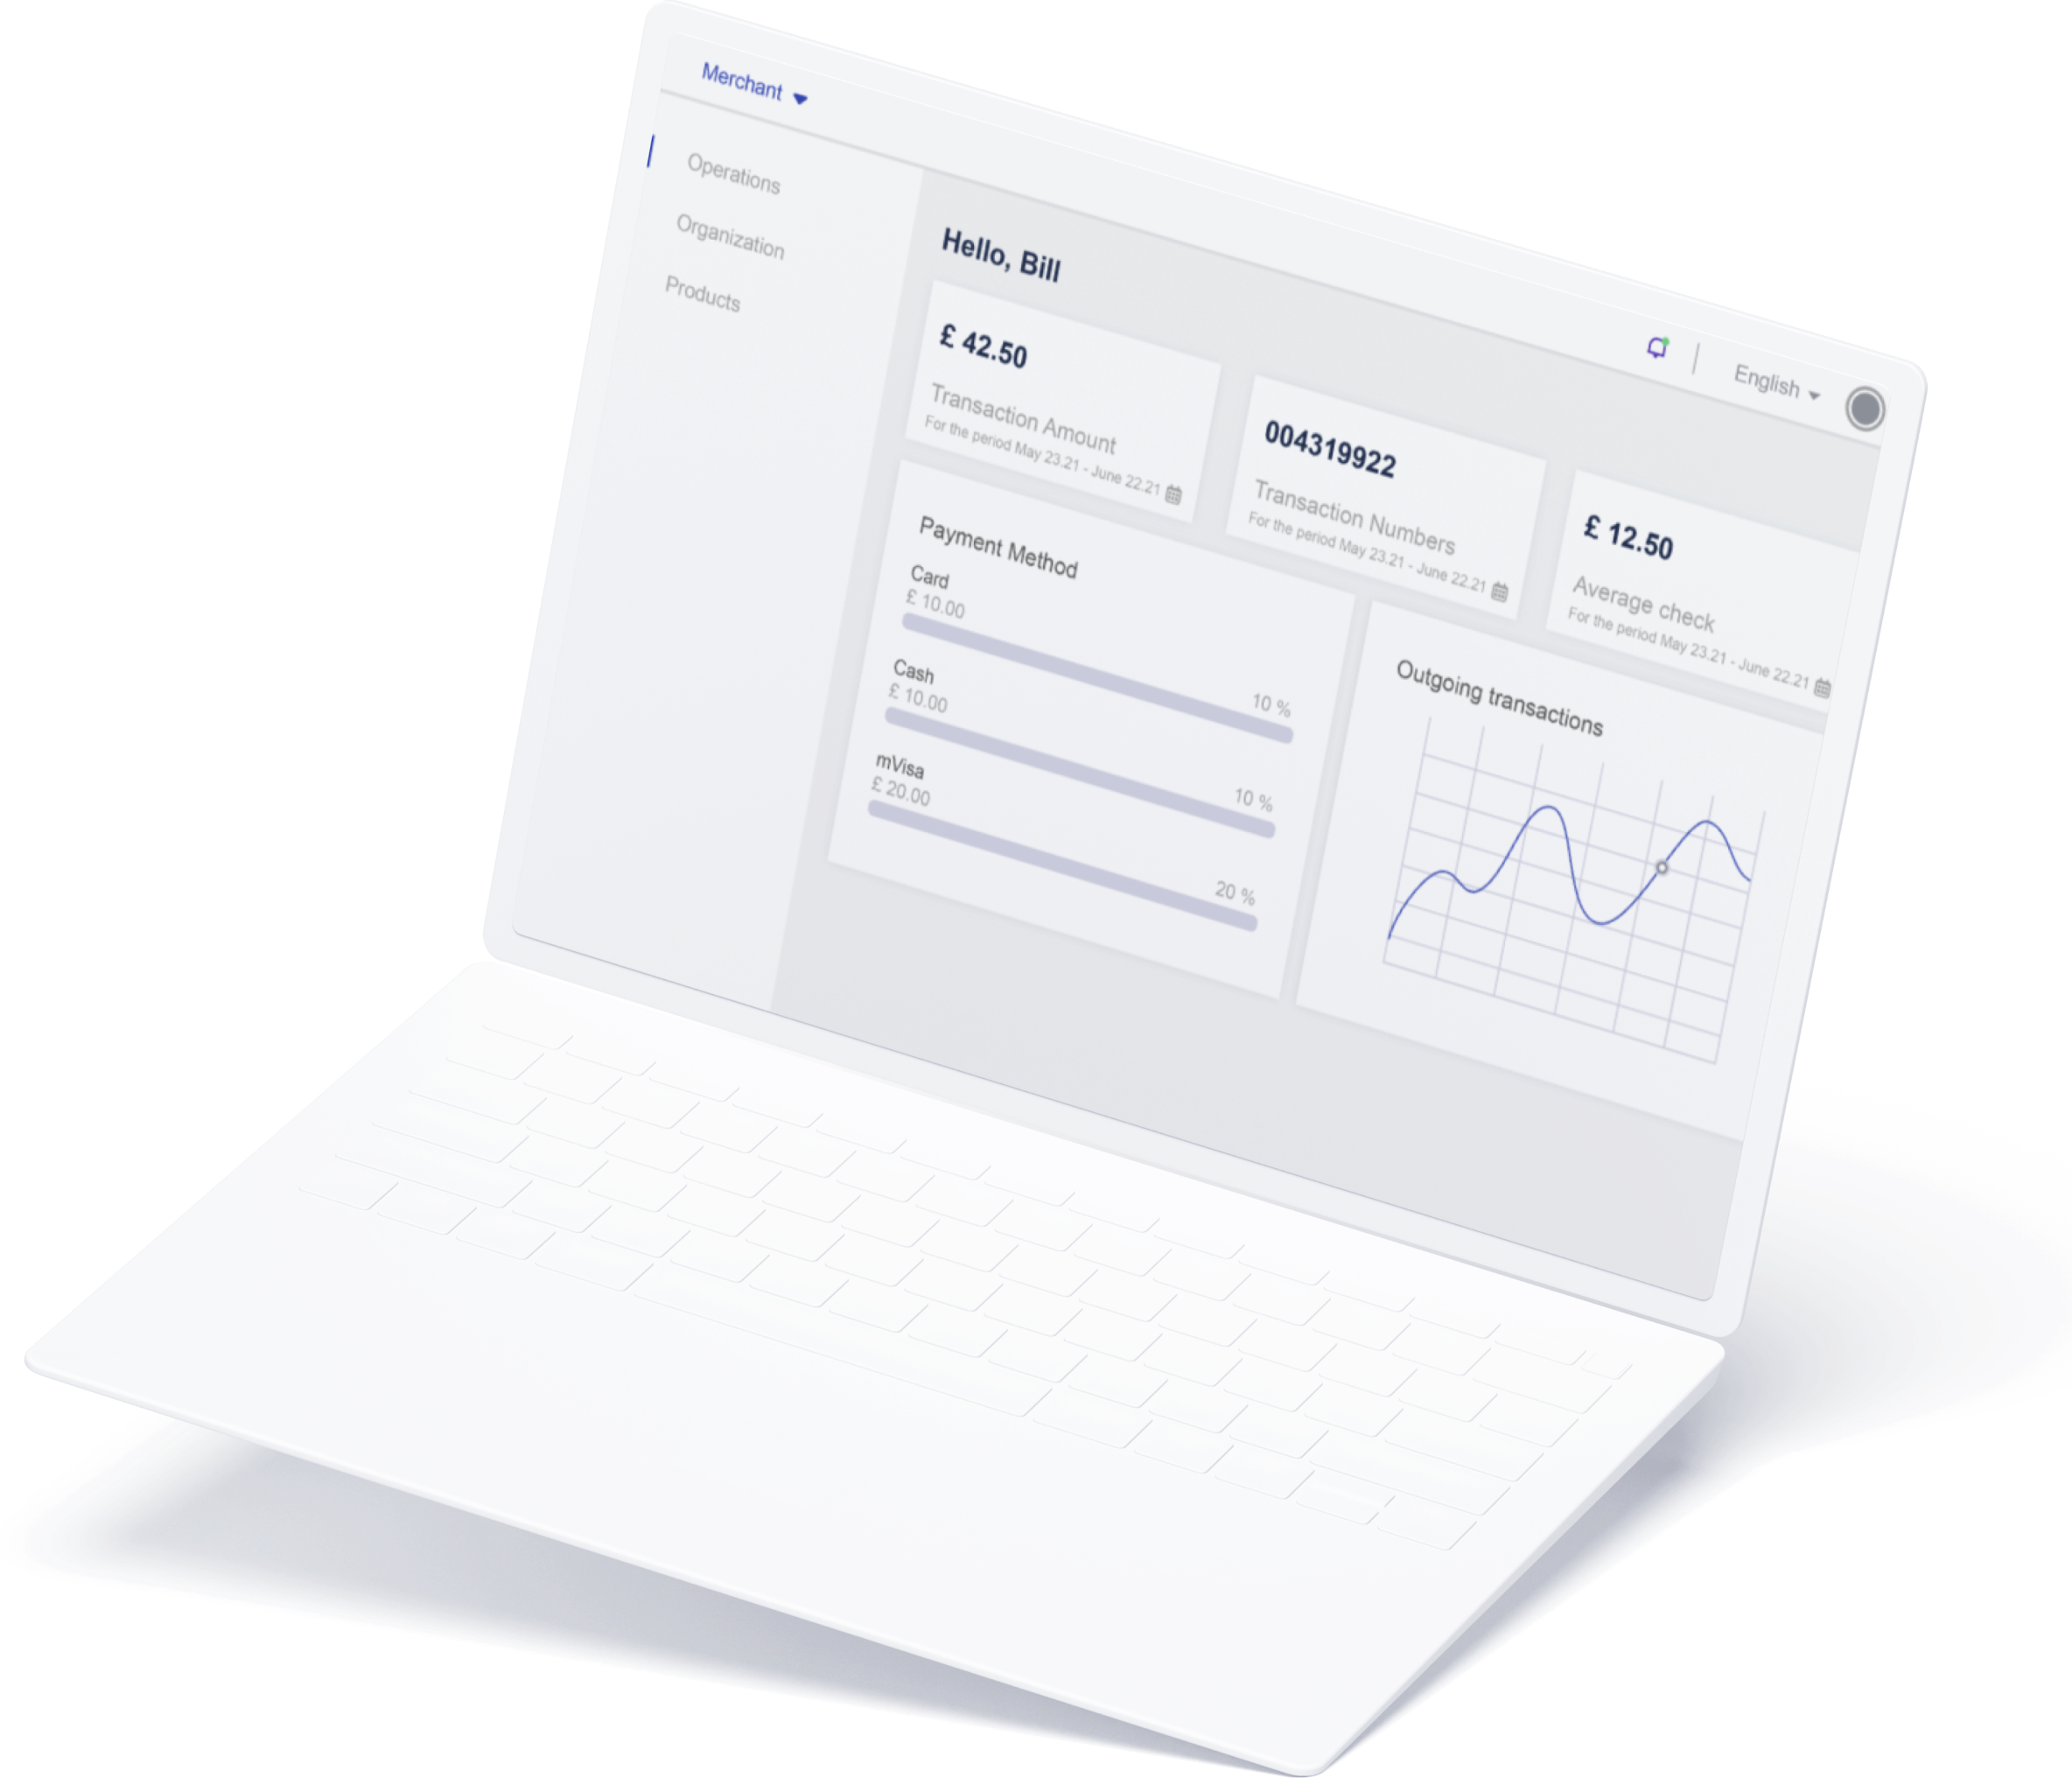 Merchant
Operations
Organization
Products
English
Hello, Bill
£ 42.50
Transaction Amount
For the period May 23.21 - June 22.21
004319922
Transaction Numbers
For the period May 23.21 - June 22.21
£ 12.50
Average check
For the period May 23.21 - June 22.21
Payment Method
Card
£ 10.00
10 %
Cash
£ 10.00
10 %
mVisa
£ 20.00
20 %
Outgoing transactions